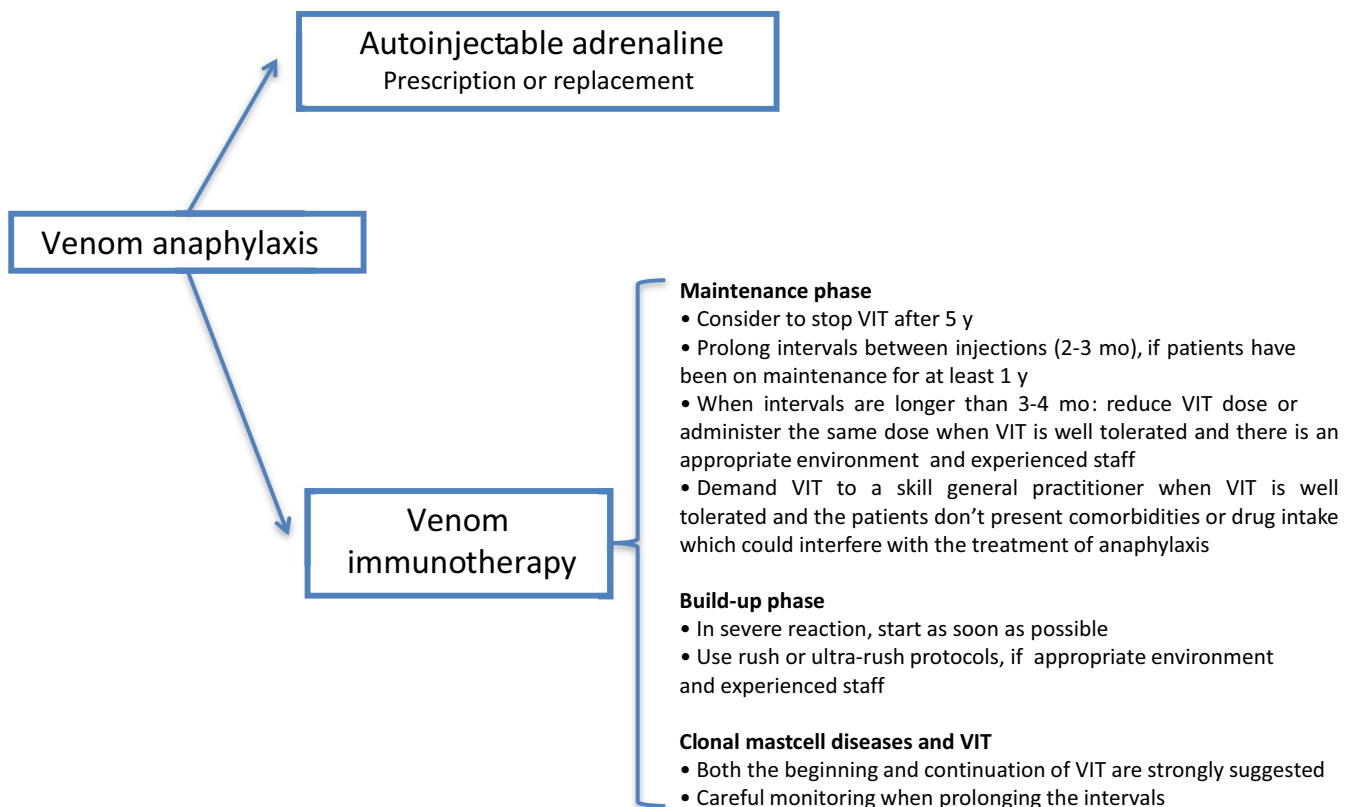 Autoinjectable adrenaline
Prescription or replacement
Venom anaphylaxis
Venom
immunotherapy
Maintenance phase
• Consider to stop VIT after 5 y
• Prolong intervals between injections (2-3 mo), if patients have
been on maintenance for at least 1 y
• When intervals are longer than 3-4 mo: reduce VIT dose or
administer the same dose when VIT is well tolerated and there is an
appropriate environment and experienced staff
• Demand VIT to a skill general practitioner when VIT is well
tolerated and the patients don’t present comorbidities or drug intake
which could interfere with the treatment of anaphylaxis
Build-up phase
• In severe reaction, start as soon as possible
• Use rush or ultra-rush protocols, if appropriate environment
and experienced staff
Clonal mastcell diseases and VIT
• Both the beginning and continuation of VIT are strongly suggested
• Careful monitoring when prolonging the intervals